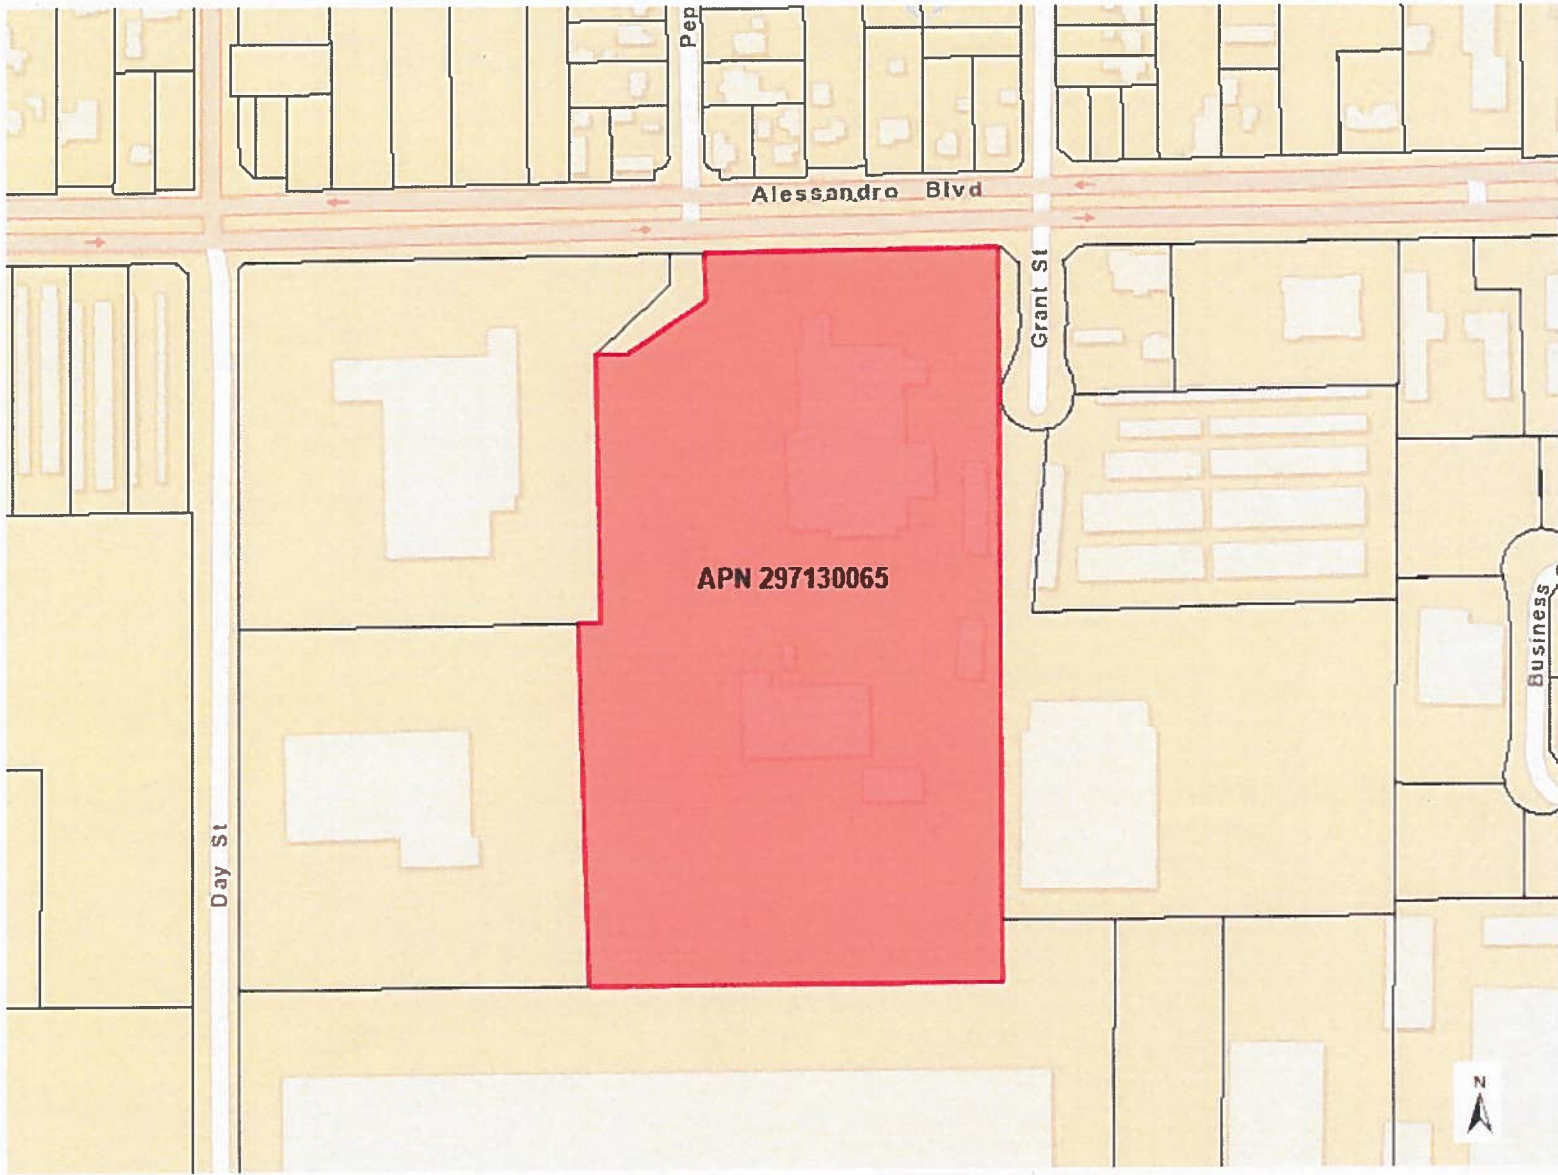 Pep
Alessandro Blvd
Grant St
APN 297130065
Business
Day St
N